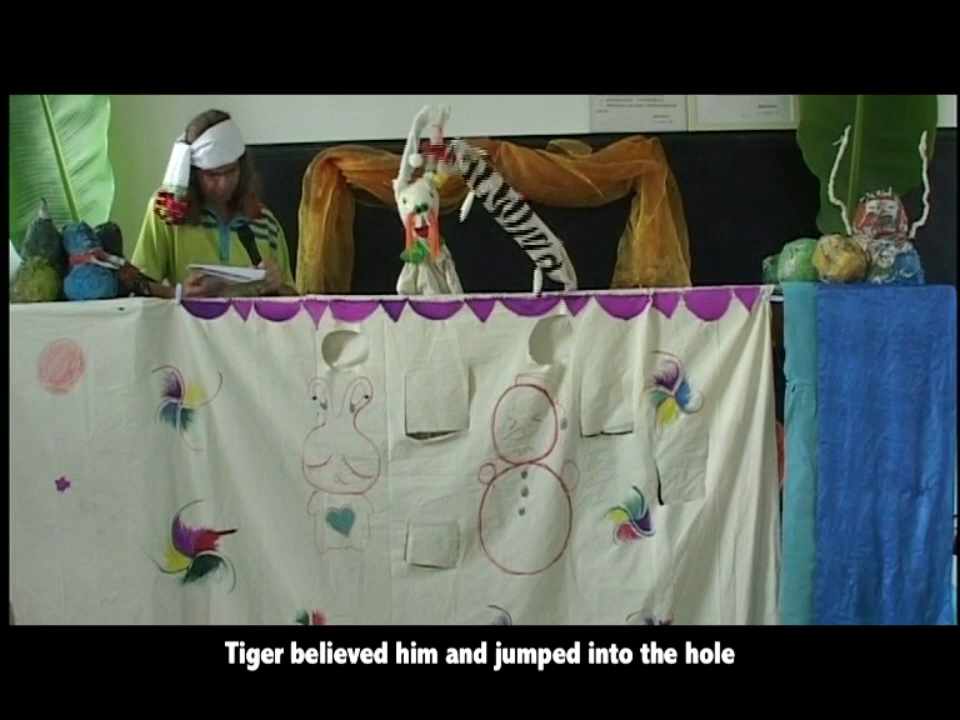 Tiger believed him and jumped into the hole